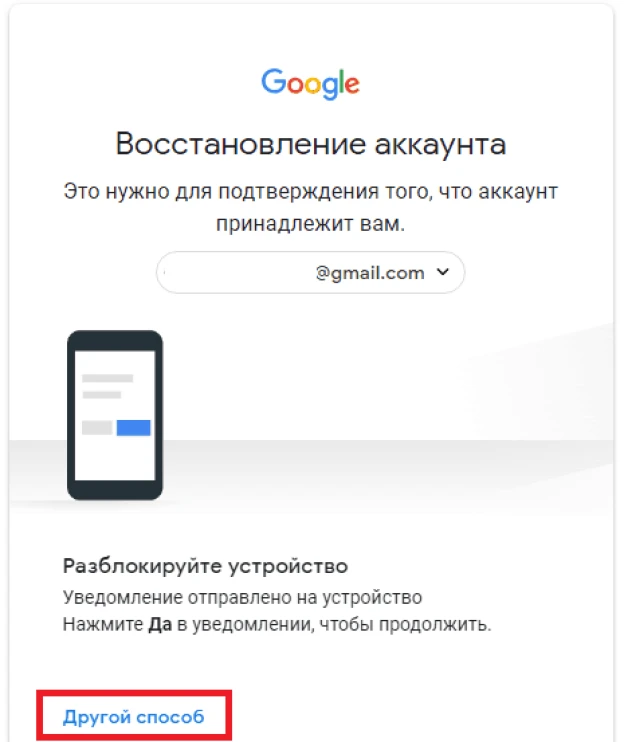 Google
Восстановление аккаунта
Это нужно для подтверждения того, что аккаунт
принадлежит вам.
@gmail.com
Разблокируйте устройство
Уведомление отправлено на устройство
Нажмите Да в уведомлении, чтобы продолжить.
Другой способ